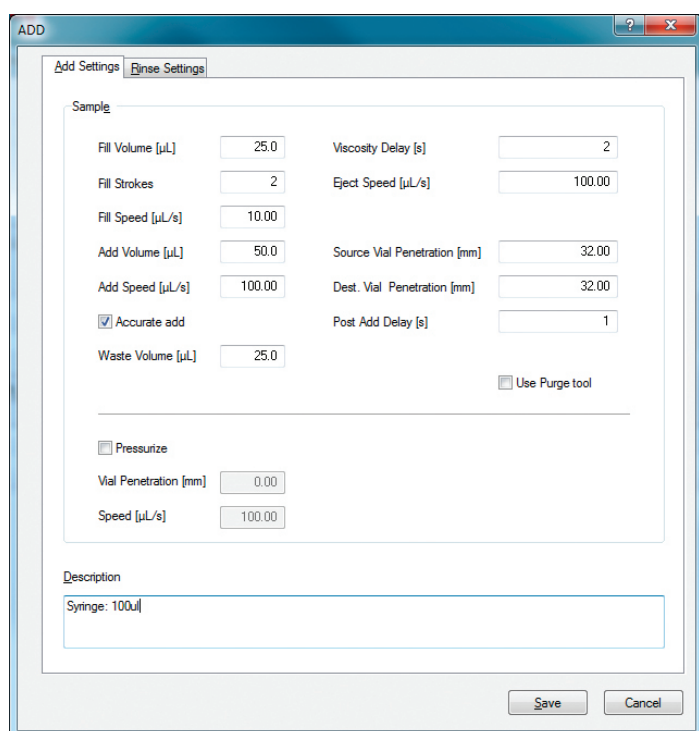 ADD
Add Settings Rinse Settings
Sample
Fill Volume [µL] 25.0 Viscosity Delay [s] 2
Fill Strokes 2 Eject Speed [µL/s] 100.00
Fill Speed [µL/s] 10.00
Add Volume [µL] 50.0 Source Vial Penetration [mm] 32.00
Add Speed [µL/s] 100.00 Dest. Vial Penetration [mm] 32.00
Accurate add Post Add Delay [s] 1
Waste Volume [µL] 25.0
Use Purge tool
Pressurize
Vial Penetration [mm] 0.00
Speed [µL/s] 100.00
Description
Syringe: 100ul
Save Cancel